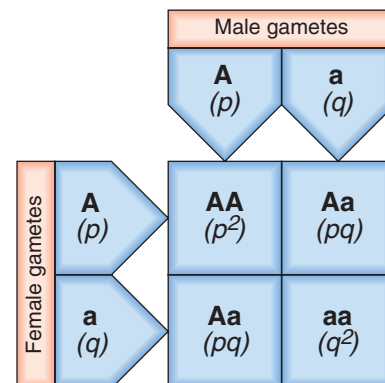 Male gametes
A
(p)
a
(q)
Female gametes
A
(p)
AA
(p²)
Aa
(pq)
a
(q)
Aa
(pq)
aa
(q²)